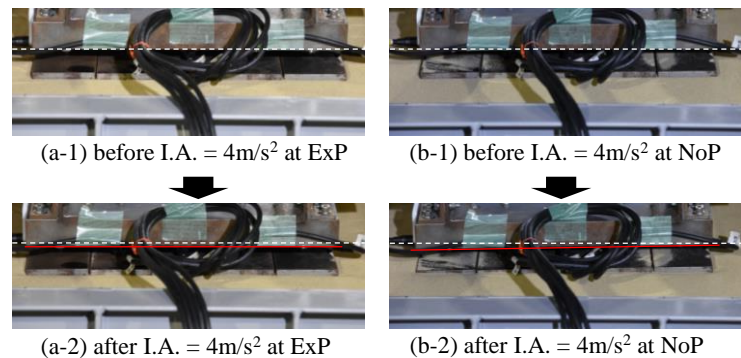 (a-1) before I.A. = 4m/s² at ExP
(b-1) before I.A. = 4m/s² at NoP
(a-2) after I.A. = 4m/s² at ExP
(b-2) after I.A. = 4m/s² at NoP